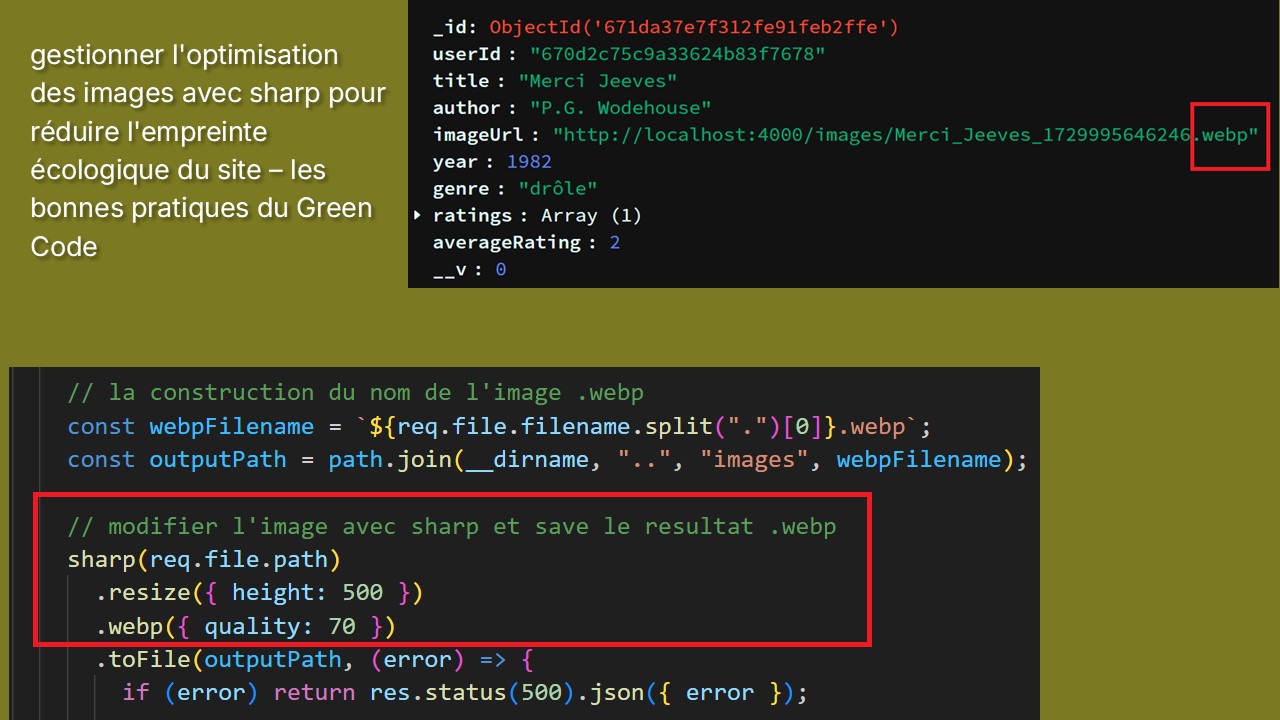 gestionner l'optimisation
des images avec sharp pour
réduire l'empreinte
écologique du site – les
bonnes pratiques du Green
Code
_id: ObjectId('671da37e7f312fe91feb2ffe')
userId : "670d2c75c9a33624b83f7678"
title : "Merci Jeeves"
author : "P.G. Wodehouse"
imageUrl : "http://localhost:4000/images/Merci_Jeeves_1729995646246.webp"
year : 1982
genre : "drôle"
ratings : Array (1)
averageRating : 2
__v : 0
// la construction du nom de l'image .webp
const webpFilename = `${req.file.filename.split(".")[0]}.webp`;
const outputPath = path.join(__dirname, "..", "images", webpFilename);
// modifier l'image avec sharp et save le resultat .webp
sharp(req.file.path)
.resize({ height: 500 })
.webp({ quality: 70 })
.toFile(outputPath, (error) => {
if (error) return res.status(500).json({ error });